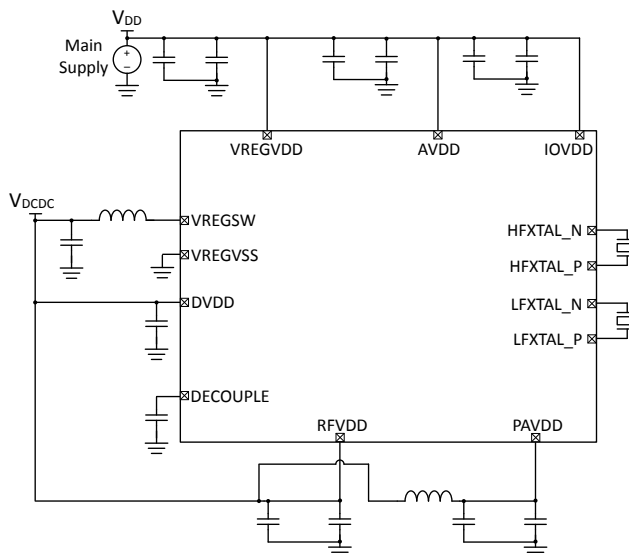 VDD
Main
Supply
+
−
VREGVDD
AVDD
IOVDD
VDCDC
VREGSW
HFXTAL_N
VREGVSS
HFXTAL_P
DVDD
LFXTAL_N
LFXTAL_P
DECOUPLE
RFVDD
PAVDD